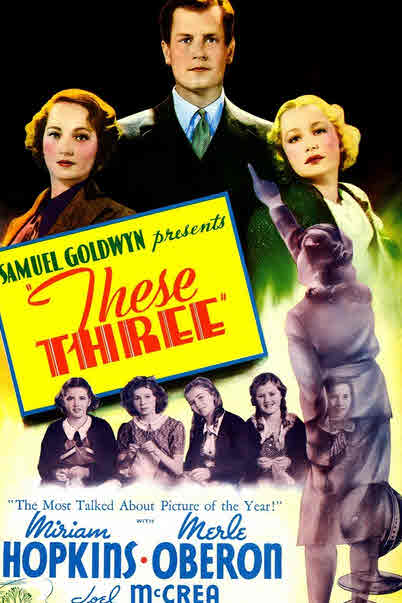 SAMUEL GOLDWYN presents
"These
THREE"
"The Most Talked About Picture of the Year!"
WITH
Miriam Merle
HOPKINS · OBERON
Joel McCREA